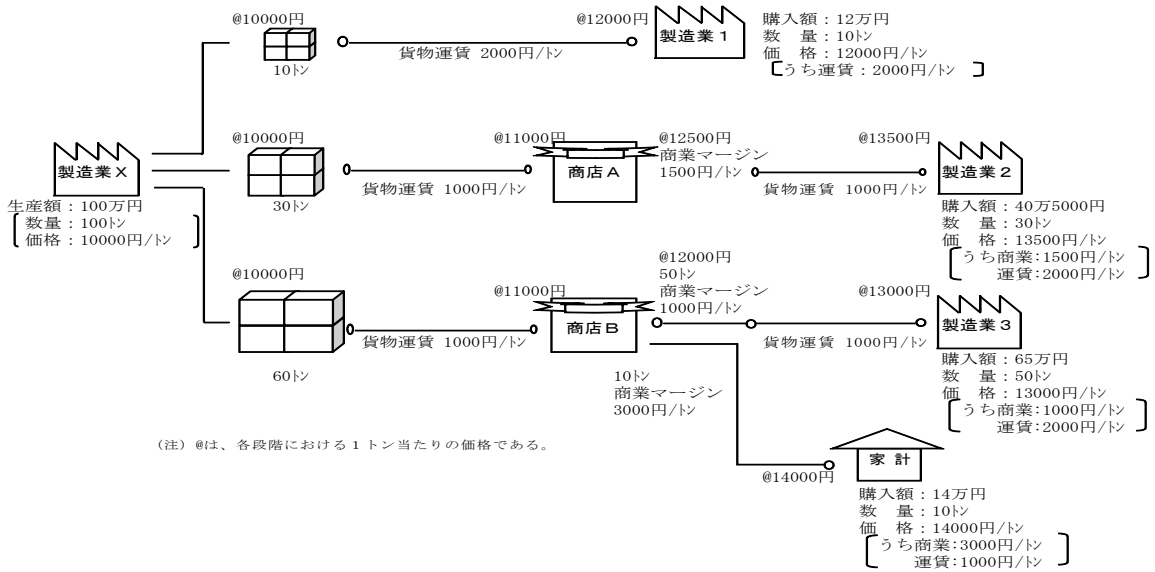 @10000円
10トン
貨物運賃 2000円/トン
@12000円
製造業1
購入額：12万円
数　量：10トン
価　格：12000円/トン
うち運賃：2000円/トン
製造業X
生産額：100万円
数量：100トン
価格：10000円/トン
@10000円
30トン
貨物運賃 1000円/トン
@11000円
商店A
@12500円
商業マージン
1500円/トン
貨物運賃 1000円/トン
@13500円
製造業2
購入額：40万5000円
数　量：30トン
価　格：13500円/トン
うち商業：1500円/トン
運賃：2000円/トン
@10000円
60トン
貨物運賃 1000円/トン
@11000円
商店B
@12000円
50トン
商業マージン
1000円/トン
貨物運賃 1000円/トン
@13000円
製造業3
購入額：65万円
数　量：50トン
価　格：13000円/トン
うち商業：1000円/トン
運賃：2000円/トン
10トン
商業マージン
3000円/トン
@14000円
家計
購入額：14万円
数　量：10トン
価　格：14000円/トン
うち商業：3000円/トン
運賃：1000円/トン
（注）@は、各段階における1トン当たりの価格である。